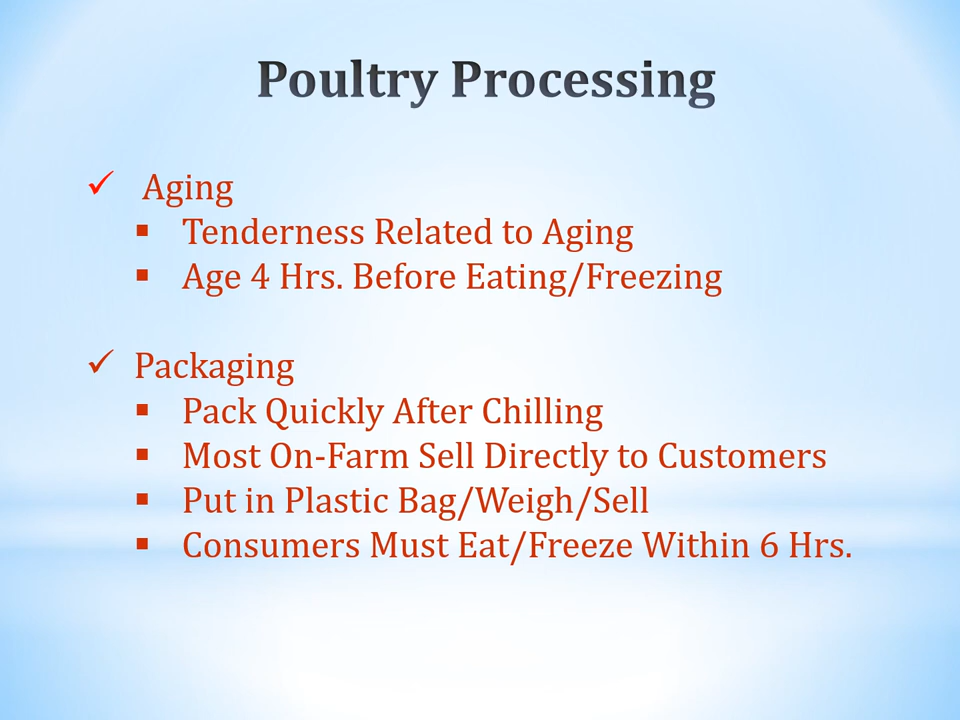 Poultry Processing
✓ Aging
▪ Tenderness Related to Aging
▪ Age 4 Hrs. Before Eating/Freezing
✓ Packaging
▪ Pack Quickly After Chilling
▪ Most On-Farm Sell Directly to Customers
▪ Put in Plastic Bag/Weigh/Sell
▪ Consumers Must Eat/Freeze Within 6 Hrs.